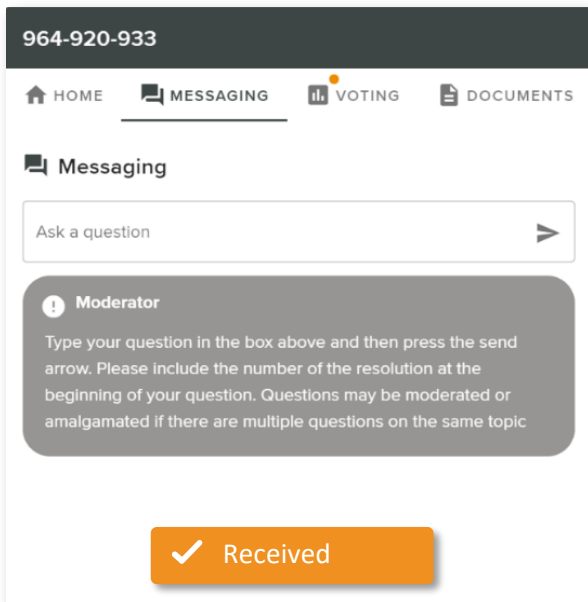 964-920-933
HOME MESSAGING VOTING DOCUMENTS
Messaging
Ask a question
Moderator
Type your question in the box above and then press the send
arrow. Please include the number of the resolution at the
beginning of your question. Questions may be moderated or
amalgamated if there are multiple questions on the same topic
Received